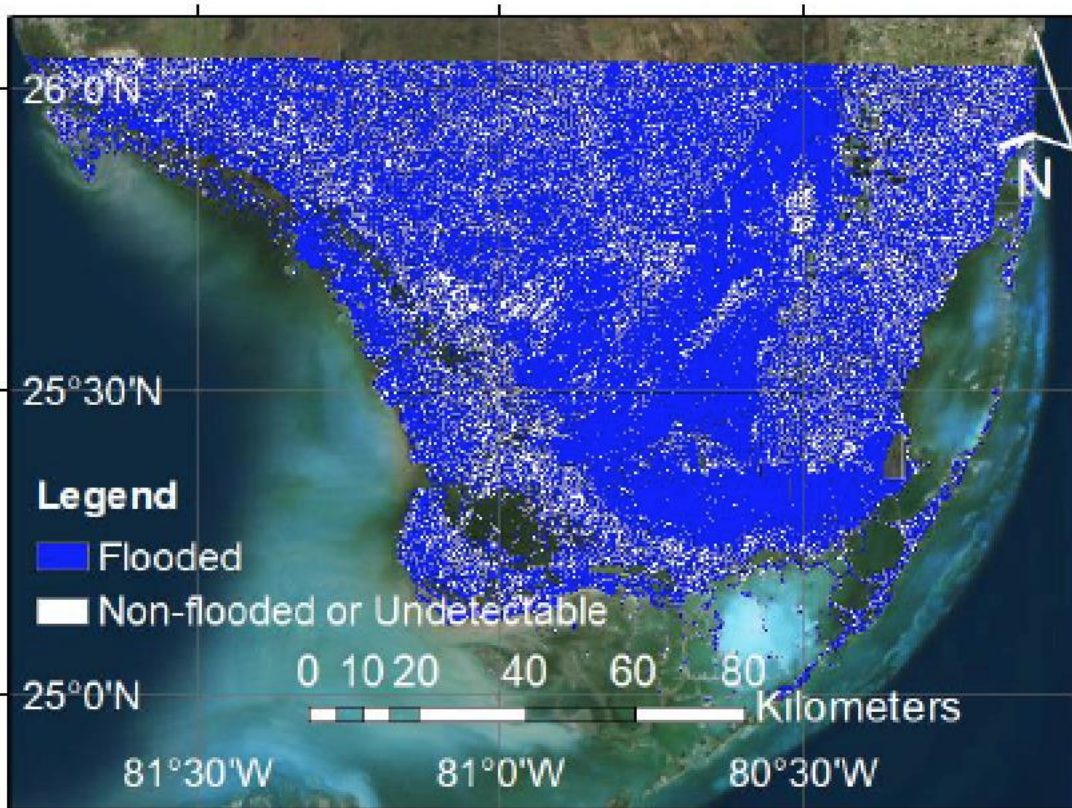 26°0'N
N
25°30'N
Legend
Flooded
Non-flooded or Undetectable
0 10 20 40 60 80
Kilometers
25°0'N
81°30'W 81°0'W 80°30'W